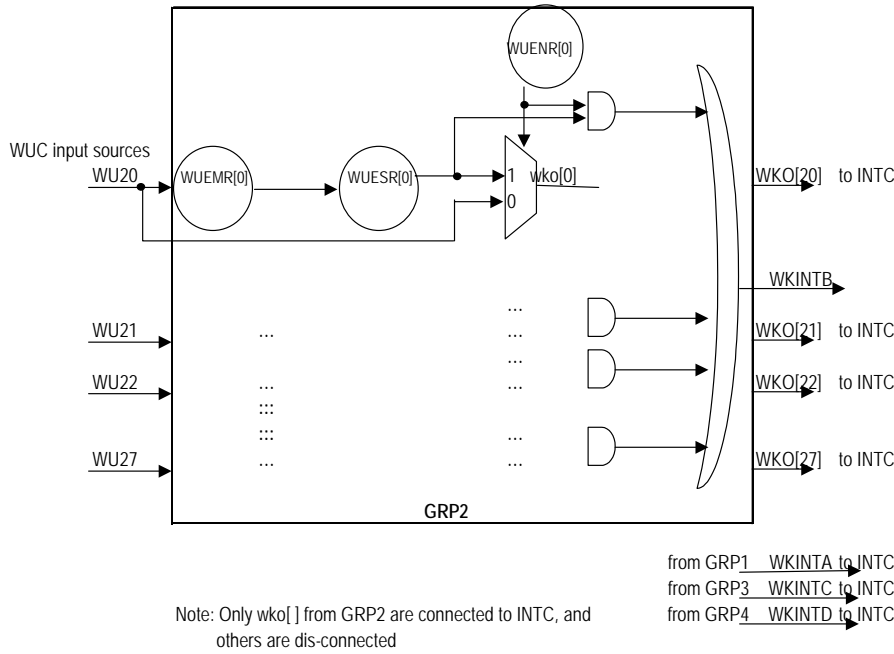 WUENR[0]
WUC input sources
WU20
WUEMR[0]
WUESR[0]
1
0
wko[0]
WKO[20] to INTC
WKINTB
WU21
...
...
...
WKO[21] to INTC
...
WU22
...
...
WKO[22] to INTC
:::
:::
...
WU27
...
...
WKO[27] to INTC
GRP2
from GRP1 WKINTA to INTC
from GRP3 WKINTC to INTC
from GRP4 WKINTD to INTC
Note: Only wko[ ] from GRP2 are connected to INTC, and
others are dis-connected